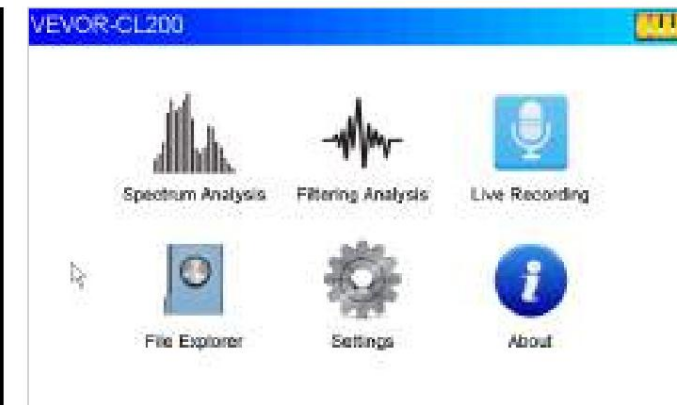 VEVOR-CL200
Spectrum Analysis Filtering Analysis Live Recording
File Explorer Settings About